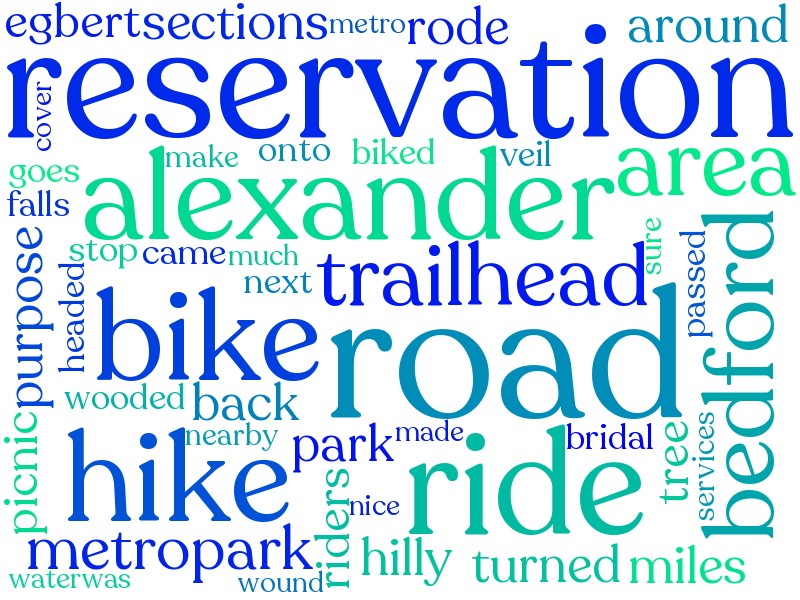 egbert sections metro rode around
reservation
cover
goes make onto biked veil area
alexander
falls
stop came much
purpose headed next trailhead sure passed bedford
bike road
wooded back
nearby park made bridal
picnic hike riders nice ride tree services
metropark hilly turned miles
water was wound